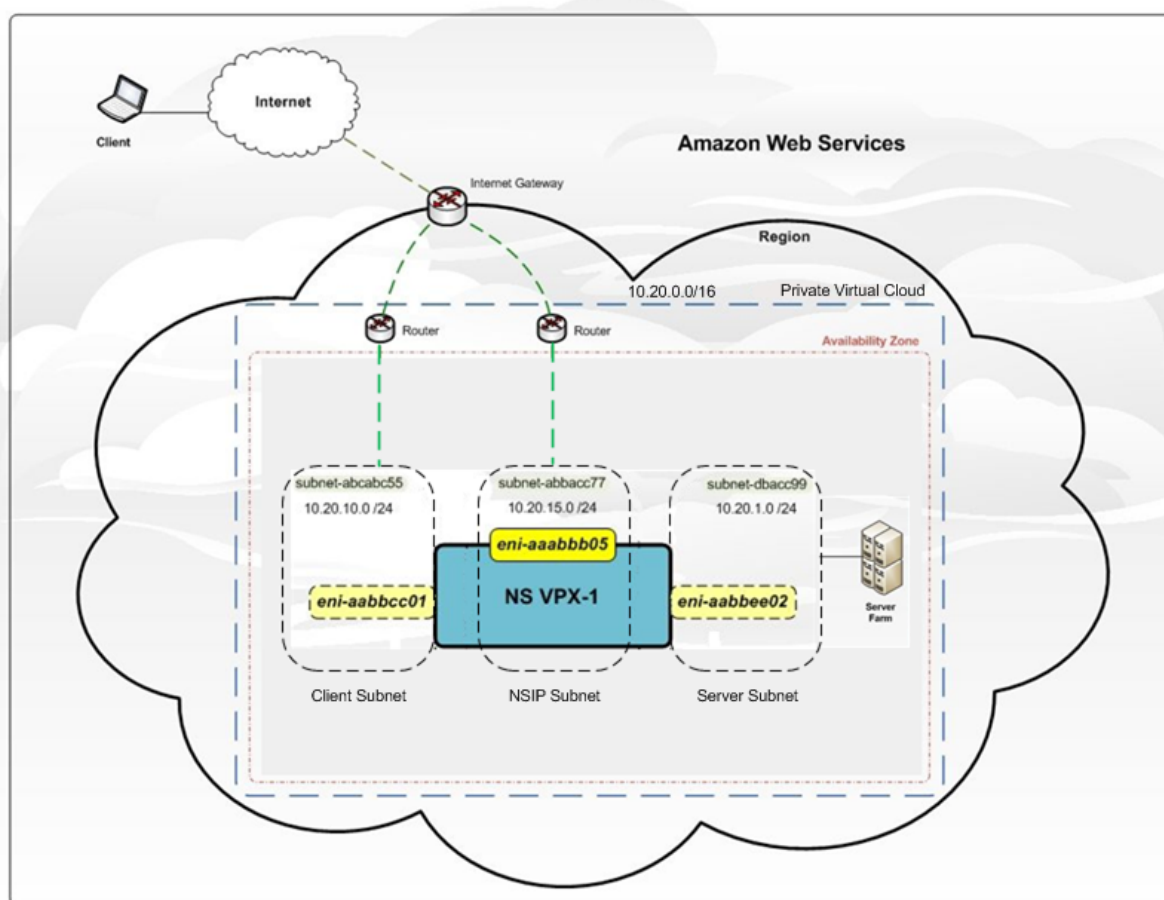 Internet
Client
Amazon Web Services
Internet Gateway
Region
10.20.0.0/16
Private Virtual Cloud
Router
Router
Availability Zone
subnet-abcabc55
subnet-abbacc77
subnet-dbacc99
10.20.10.0 /24
10.20.15.0 /24
10.20.1.0 /24
eni-aaabbb05
NS VPX-1
eni-aabbcc01
eni-aabbee02
Server
Farm
Client Subnet
NSIP Subnet
Server Subnet